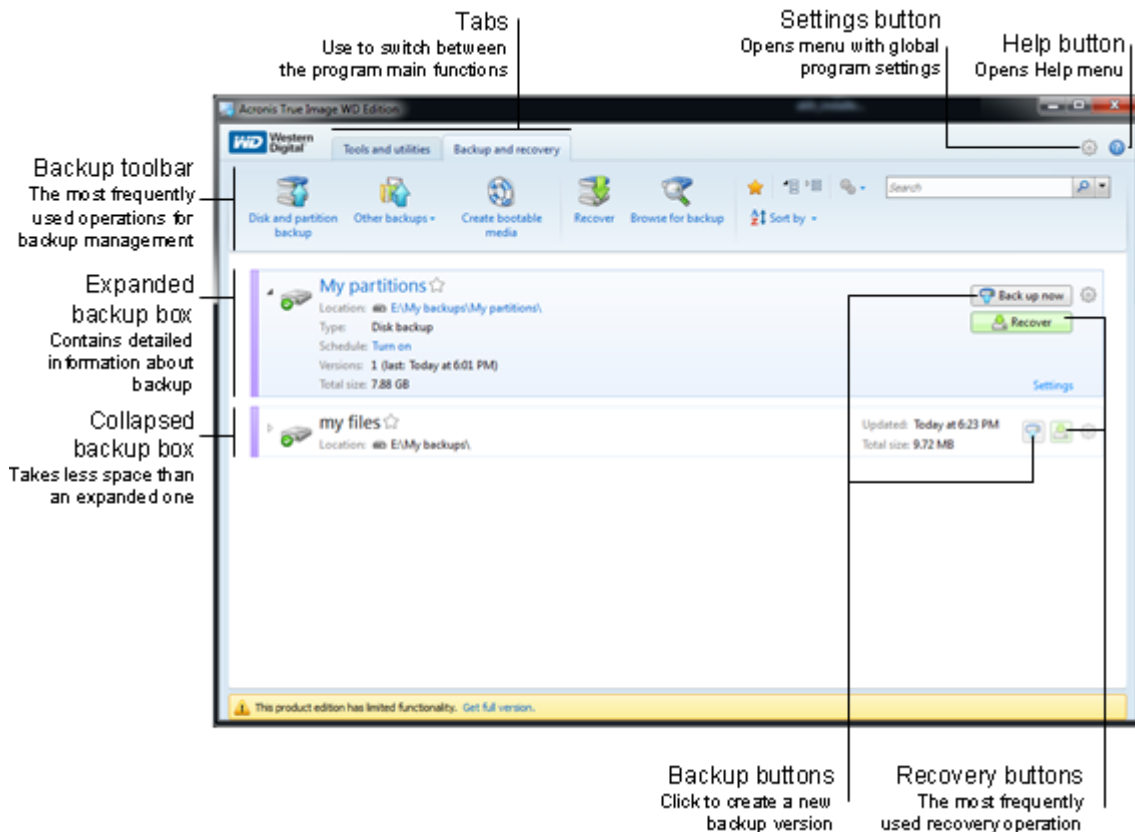 Tabs
Use to switch between
the program main functions
Settings button
Opens menu with global
program settings
Help button
Opens Help menu
Acronis True Image WD Edition
WD Western
Digital
Tools and utilities
Backup and recovery
Backup toolbar
The most frequently
used operations for
backup management
Disk and partition
backup
Other backups
Create bootable
media
Recover
Browse for backup
Sort by
Search
Expanded
backup box
Contains detailed
information about
backup
My partitions
Location: E:\My backups\My partitions\
Type: Disk backup
Schedule: Turn on
Versions: 1 (last: Today at 6:01 PM)
Total size: 7.88 GB
Back up now
Recover
Settings
Collapsed
backup box
Takes less space than
an expanded one
my files
Location: E:\My backups\
Updated: Today at 6:23 PM
Total size: 9.72 MB
This product edition has limited functionality. Get full version.
Backup buttons
Click to create a new
backup version
Recovery buttons
The most frequently
used recovery operation